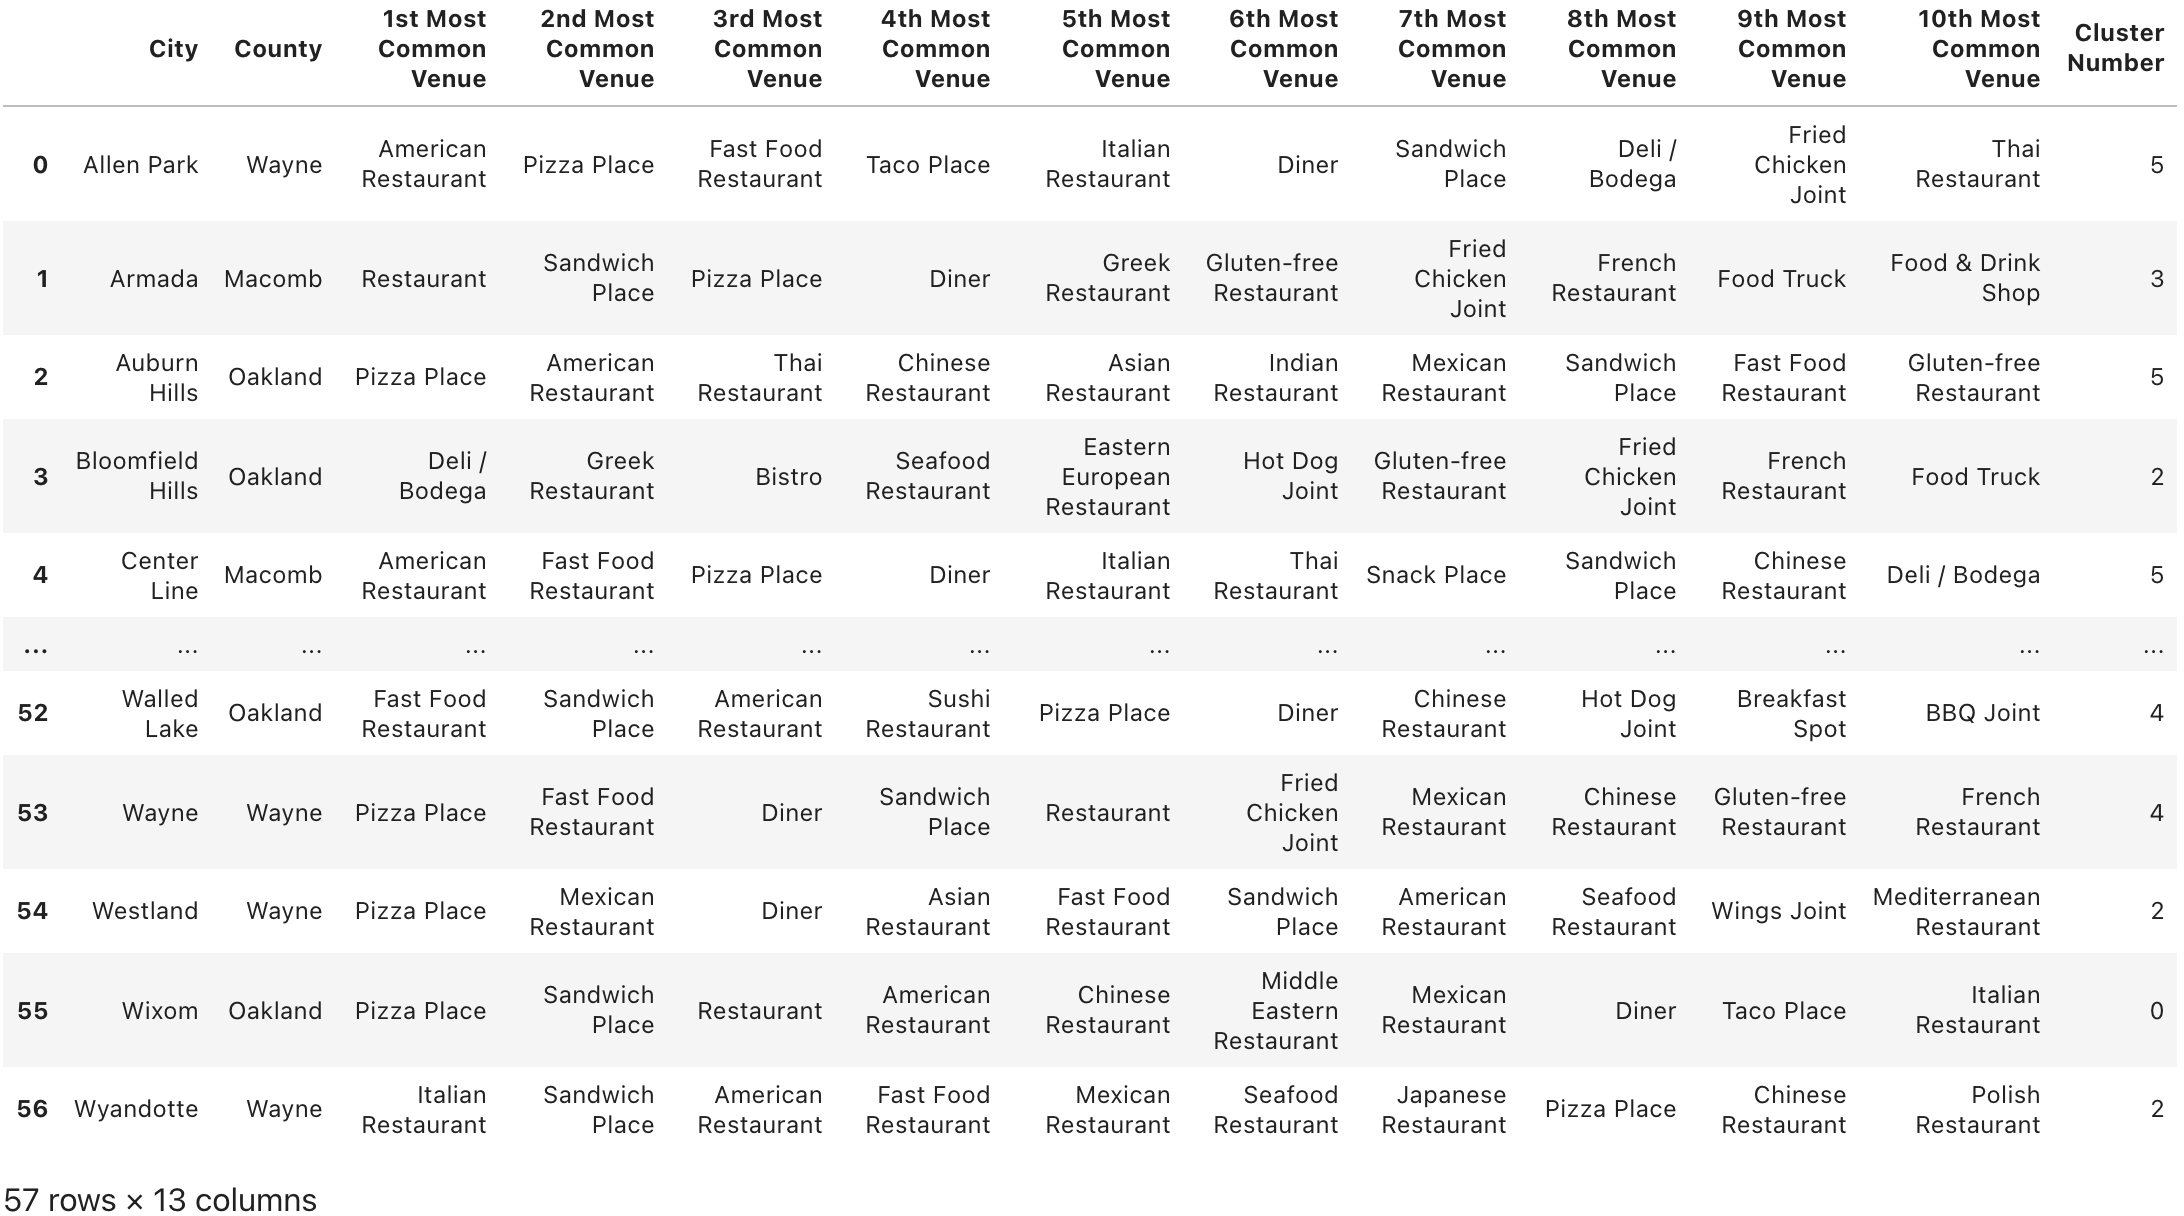 City County 1st Most Common Venue 2nd Most Common Venue 3rd Most Common Venue 4th Most Common Venue 5th Most Common Venue 6th Most Common Venue 7th Most Common Venue 8th Most Common Venue 9th Most Common Venue 10th Most Common Venue Cluster Number
0 Allen Park Wayne American Restaurant Pizza Place Fast Food Restaurant Taco Place Italian Restaurant Diner Sandwich Place Deli / Bodega Fried Chicken Joint Thai Restaurant 5
1 Armada Macomb Restaurant Sandwich Place Pizza Place Diner Greek Restaurant Gluten-free Restaurant Fried Chicken Joint French Restaurant Food Truck Food & Drink Shop 3
2 Auburn Hills Oakland Pizza Place American Restaurant Thai Restaurant Chinese Restaurant Asian Restaurant Indian Restaurant Mexican Restaurant Sandwich Place Fast Food Restaurant Gluten-free Restaurant 5
3 Bloomfield Hills Oakland Deli / Bodega Greek Restaurant Bistro Seafood Restaurant Eastern European Restaurant Hot Dog Joint Gluten-free Restaurant Fried Chicken Joint French Restaurant Food Truck 2
4 Center Line Macomb American Restaurant Fast Food Restaurant Pizza Place Diner Italian Restaurant Thai Restaurant Snack Place Sandwich Place Chinese Restaurant Deli / Bodega 5
... ... ... ... ... ... ... ... ... ... ... ... ... ...
52 Walled Lake Oakland Fast Food Restaurant Sandwich Place American Restaurant Sushi Restaurant Pizza Place Diner Chinese Restaurant Hot Dog Joint Breakfast Spot BBQ Joint 4
53 Wayne Wayne Pizza Place Fast Food Restaurant Diner Sandwich Place Restaurant Fried Chicken Joint Mexican Restaurant Chinese Restaurant Gluten-free Restaurant French Restaurant 4
54 Westland Wayne Pizza Place Mexican Restaurant Diner Asian Restaurant Fast Food Restaurant Sandwich Place American Restaurant Seafood Restaurant Wings Joint Mediterranean Restaurant 2
55 Wixom Oakland Pizza Place Sandwich Place Restaurant American Restaurant Chinese Restaurant Middle Eastern Restaurant Mexican Restaurant Diner Taco Place Italian Restaurant 0
56 Wyandotte Wayne Italian Restaurant Sandwich Place American Restaurant Fast Food Restaurant Mexican Restaurant Seafood Restaurant Japanese Restaurant Pizza Place Chinese Restaurant Polish Restaurant 2
57 rows × 13 columns